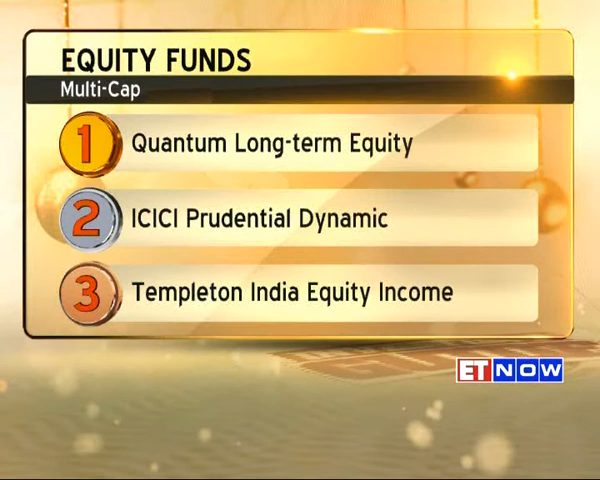 EQUITY FUNDS
Multi-Cap
1 Quantum Long-term Equity
2 ICICI Prudential Dynamic
3 Templeton India Equity Income
ET NOW